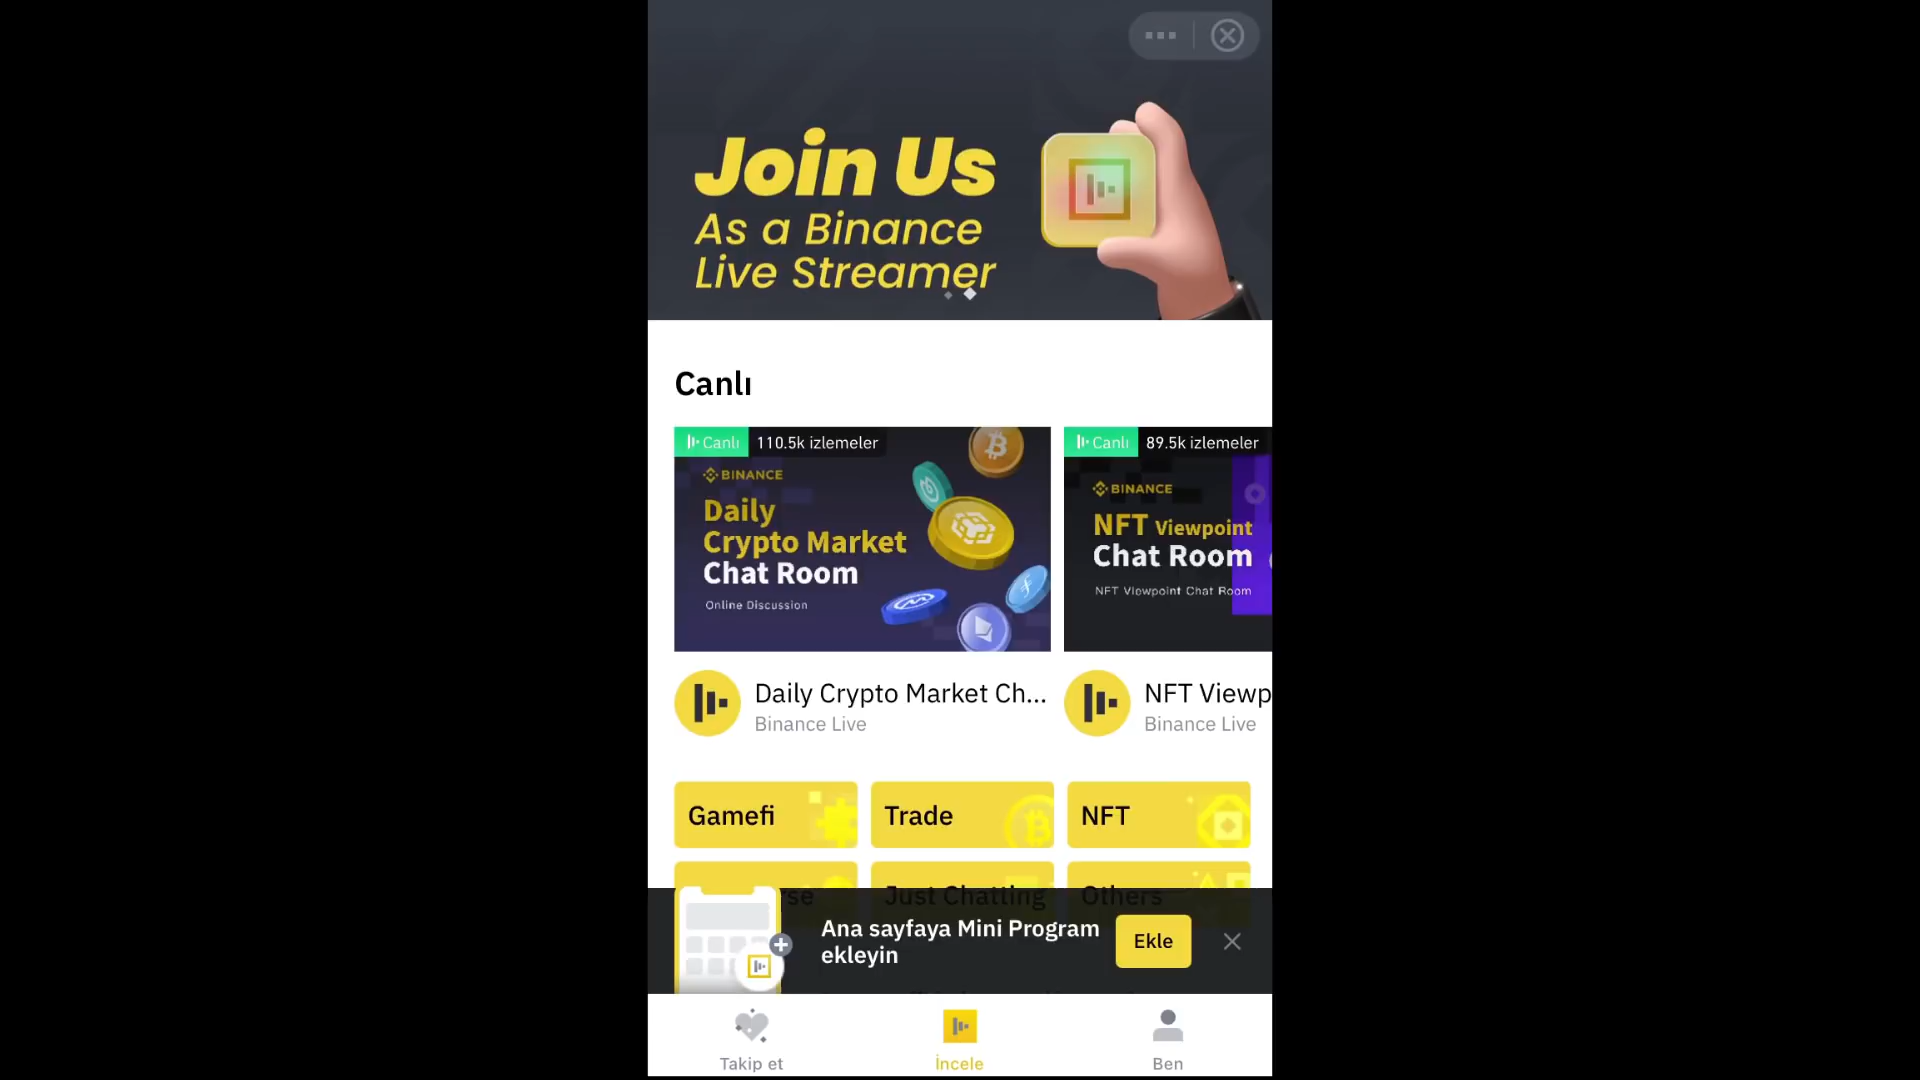 Join Us
As a Binance
Live Streamer
Canlı
Canlı 110.5k izlemeler
BINANCE
Daily
Crypto Market
Chat Room
Online Discussion
Canlı 89.5k izlemeler
BINANCE
NFT Viewpoint
Chat Room
NFT Viewpoint Chat Room
Daily Crypto Market Ch...
Binance Live
NFT Viewp
Binance Live
Gamefi
Trade
NFT
rse
Just Chatting
Others
Ana sayfaya Mini Program
ekleyin
Ekle
Takip et
İncele
Ben